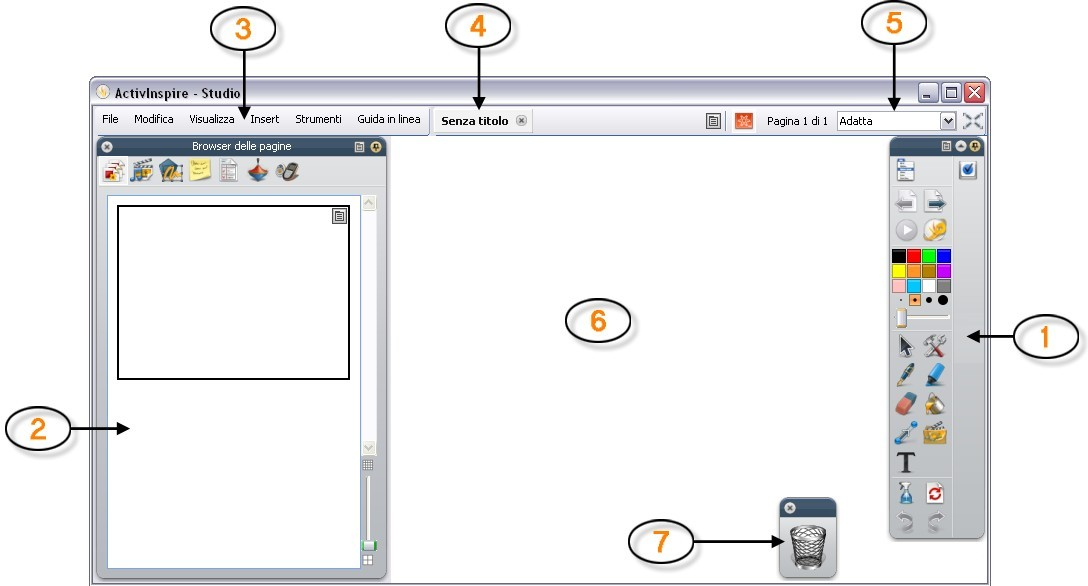 3 4 5
ActivInspire - Studio
File Modifica Visualizza Insert Strumenti Guida in linea Senza titolo Pagina 1 di 1 Adatta
Browser delle pagine
6
1
2
T
7